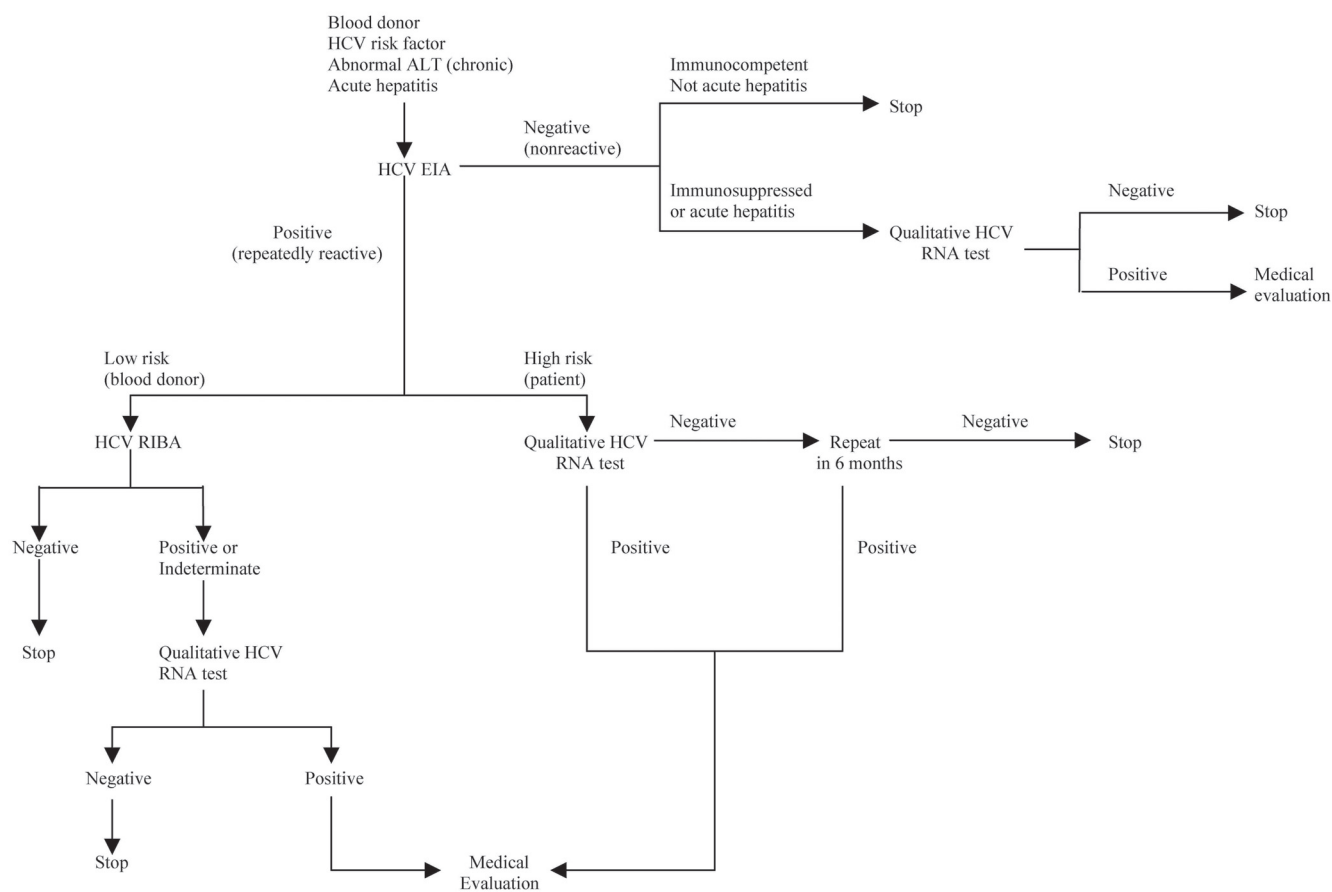 Blood donor
HCV risk factor
Abnormal ALT (chronic)
Acute hepatitis
HCV EIA
Negative
(nonreactive)
Immunocompetent
Not acute hepatitis
Stop
Immunosuppressed
or acute hepatitis
Qualitative HCV
RNA test
Negative
Stop
Positive
Medical
evaluation
Positive
(repeatedly reactive)
Low risk
(blood donor)
High risk
(patient)
HCV RIBA
Negative
Stop
Positive or
Indeterminate
Qualitative HCV
RNA test
Negative
Stop
Positive
Qualitative HCV
RNA test
Negative
Repeat
in 6 months
Negative
Stop
Positive
Positive
Medical
Evaluation